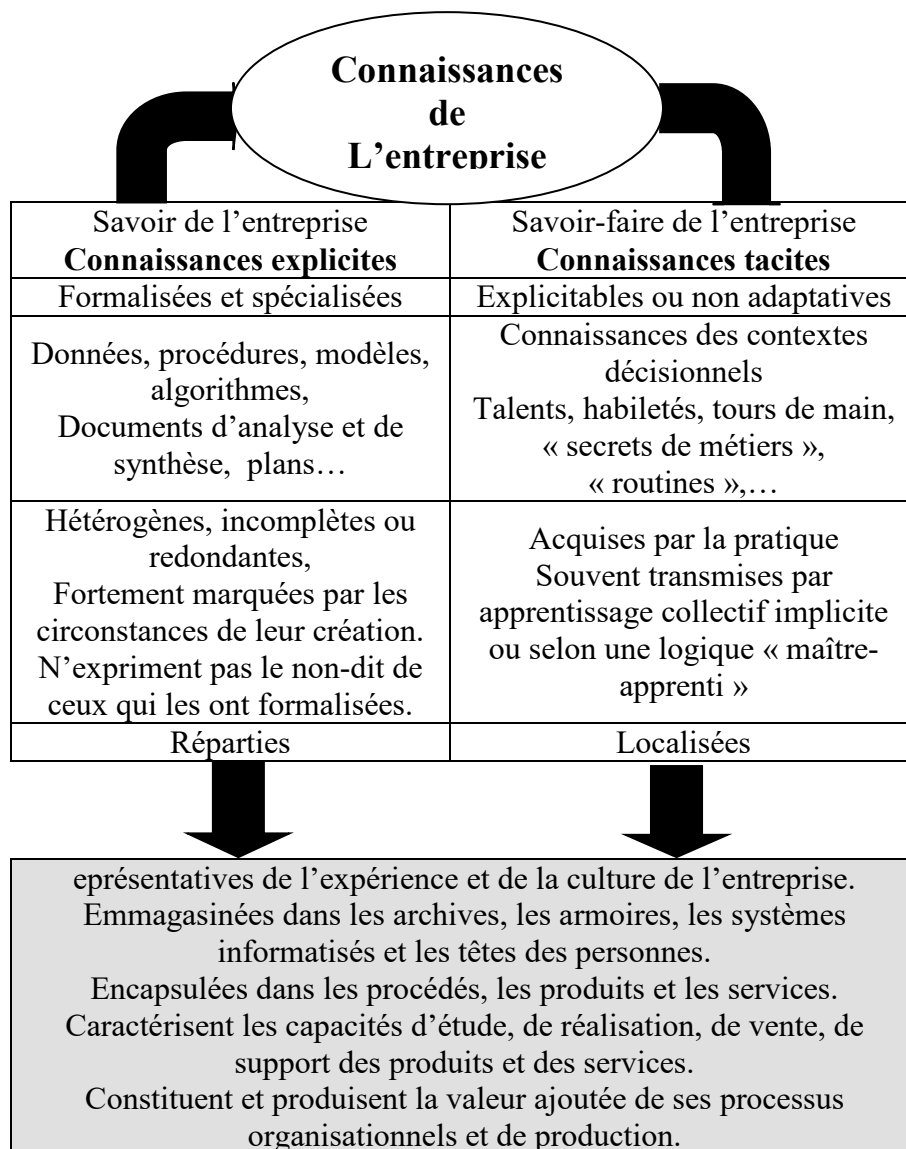 Connaissances
de
L’entreprise
Savoir de l’entreprise
Connaissances explicites
Savoir-faire de l’entreprise
Connaissances tacites
Formalisées et spécialisées
Explicitables ou non adaptatives
Données, procédures, modèles,
algorithmes,
Documents d’analyse et de
synthèse, plans…
Connaissances des contextes
décisionnels
Talents, habiletés, tours de main,
« secrets de métiers »,
« routines »,…
Hétérogènes, incomplètes ou
redondantes,
Fortement marquées par les
circonstances de leur création.
N’expriment pas le non-dit de
ceux qui les ont formalisées.
Acquises par la pratique
Souvent transmises par
apprentissage collectif implicite
ou selon une logique « maître-
apprenti »
Réparties
Localisées
eprésentatives de l’expérience et de la culture de l’entreprise.
Emmagasinées dans les archives, les armoires, les systèmes
informatisés et les têtes des personnes.
Encapsulées dans les procédés, les produits et les services.
Caractérisent les capacités d’étude, de réalisation, de vente, de
support des produits et des services.
Constituent et produisent la valeur ajoutée de ses processus
organisationnels et de production.